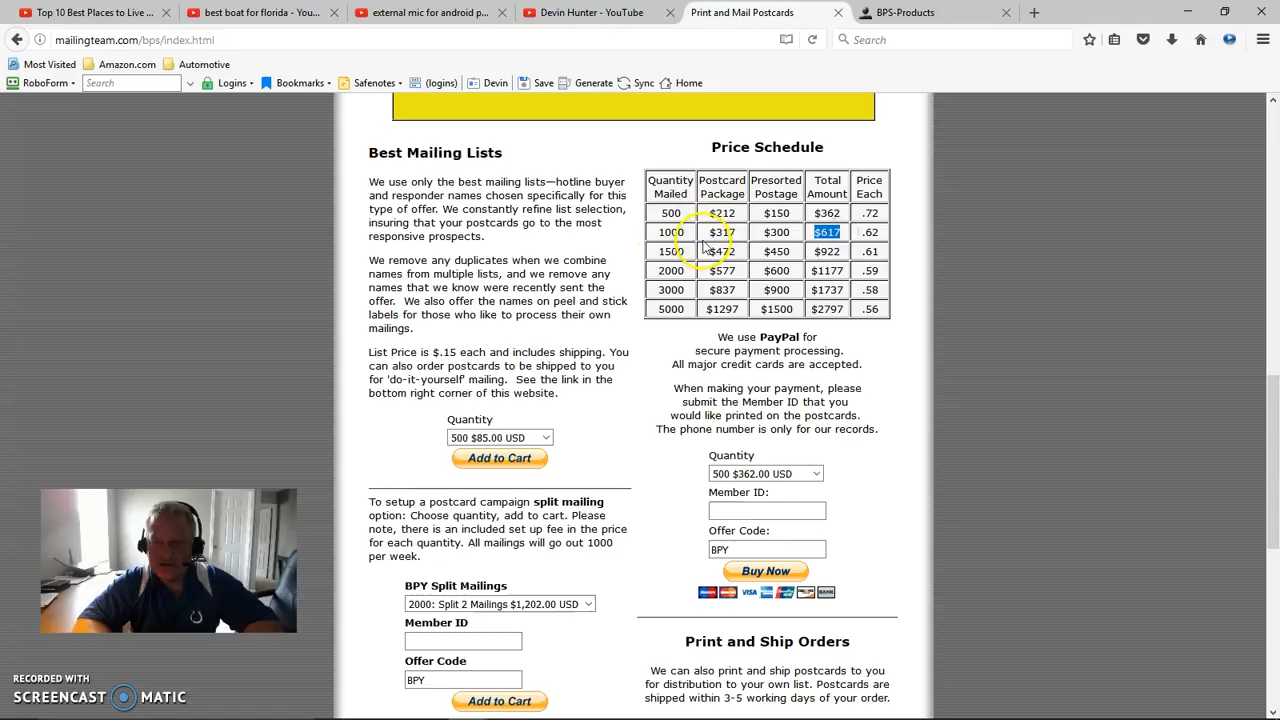 Top 10 Best Places to Live ...
best boat for florida - You...
external mic for android p...
Devin Hunter - YouTube
Print and Mail Postcards
BPS-Products
mailingteam.com/bps/index.html
Search
Most Visited
Amazon.com
Automotive
RoboForm
Search
Logins
Bookmarks
Safenotes
(logins)
Devin
Save
Generate
Sync
Home
Best Mailing Lists
We use only the best mailing lists—hotline buyer
and responder names chosen specifically for this
type of offer. We constantly refine list selection,
insuring that your postcards go to the most
responsive prospects.
We remove any duplicates when we combine
names from multiple lists, and we remove any
names that we know were recently sent the
offer. We also offer the names on peel and stick
labels for those who like to process their own
mailings.
List Price is $.15 each and includes shipping. You
can also order postcards to be shipped to you
for 'do-it-yourself' mailing. See the link in the
bottom right corner of this website.
Quantity
500 $85.00 USD
Add to Cart
To setup a postcard campaign split mailing
option: Choose quantity, add to cart. Please
note, there is an included set up fee in the price
for each quantity. All mailings will go out 1000
per week.
BPY Split Mailings
2000: Split 2 Mailings $1,202.00 USD
Member ID
Offer Code
BPY
Add to Cart
Price Schedule
Quantity Mailed Postcard Package Presorted Postage Total Amount Price Each
500 $212 $150 $362 .72
1000 $317 $300 $617 .62
1500 $472 $450 $922 .61
2000 $577 $600 $1177 .59
3000 $837 $900 $1737 .58
5000 $1297 $1500 $2797 .56
We use PayPal for
secure payment processing.
All major credit cards are accepted.
When making your payment, please
submit the Member ID that you
would like printed on the postcards.
The phone number is only for our records.
Quantity
500 $362.00 USD
Member ID:
Offer Code:
BPY
Buy Now
VISA
BANK
Print and Ship Orders
We can also print and ship postcards to you
for distribution to your own list. Postcards are
shipped within 3-5 working days of your order.
RECORDED WITH
SCREENCAST MATIC